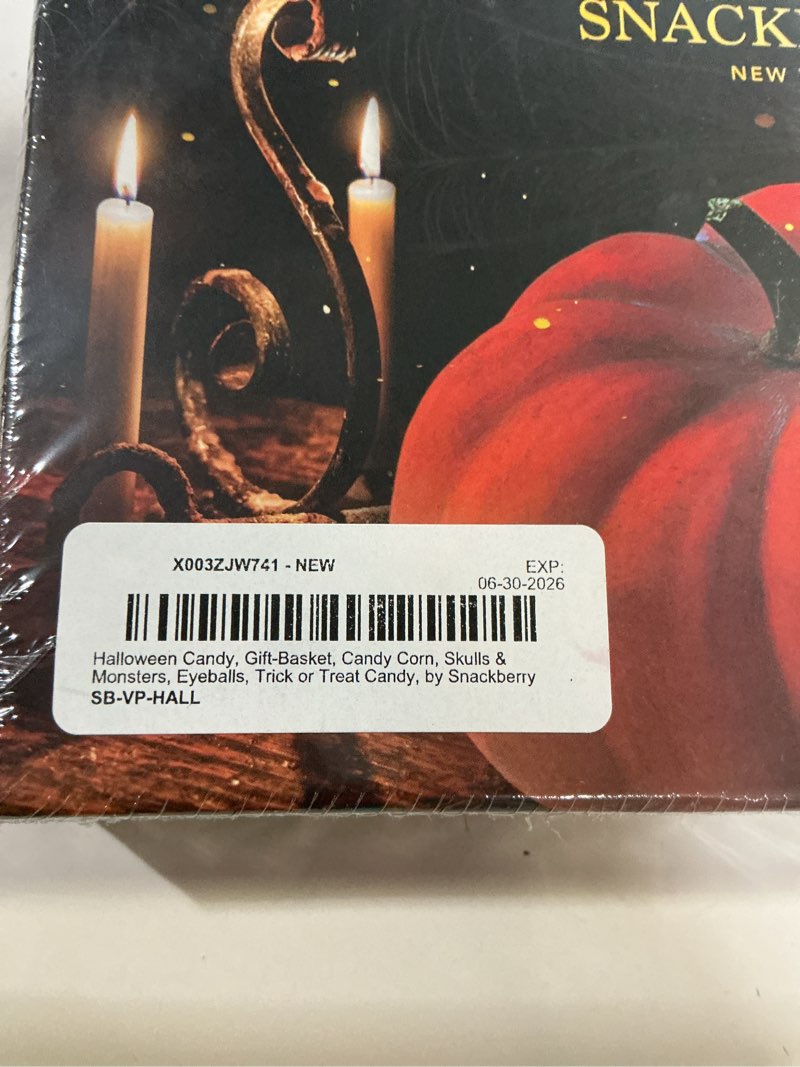 NEW
X003ZJW741 - NEW
EXP:
06-30-2026
Halloween Candy, Gift-Basket, Candy Corn, Skulls &
Monsters, Eyeballs, Trick or Treat Candy, by Snackberry
SB-VP-HALL